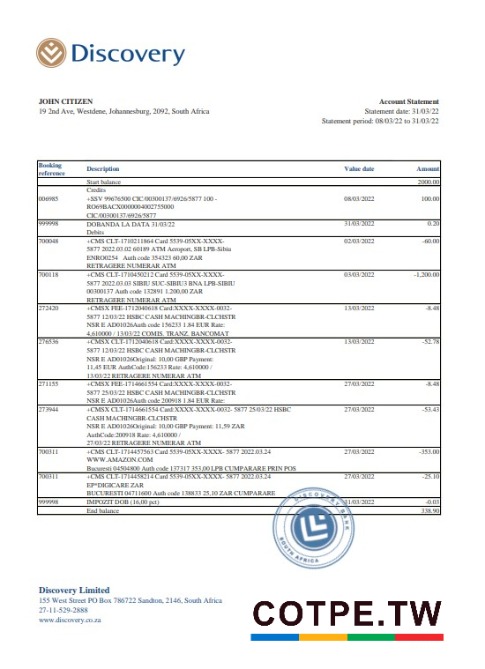 Discovery
JOHN CITIZEN
19 2nd Ave, Westdene, Johannesburg, 2092, South Africa
Account Statement
Statement date: 31/03/22
Statement period: 08/03/22 to 31/03/22
Booking reference Description Value date Amount
Start balance 2000.00
Credits
006985 +SSV 99676500 CIC/00300137/6926/5877 100 - 08/03/2022 100.00
RO69BACX0000004002755000
CIC/00300137/6926/5877
999998 DOBANDA LA DATA 31/03/22 31/03/2022 0.20
Debits
700048 +CMS CLT-1710211864 Card 5539-05XX-XXXX- 02/03/2022 -60.00
5877 2022.03.02 60189 ATM Aeroport, SB LPB-Sibiu
ENRO0254 Auth code 354323 60,00 ZAR
RETRAGERE NUMERAR ATM
700118 +CMS CLT-1710450212 Card 5539-05XX-XXXX- 03/03/2022 -1,200.00
5877 2022.03.03 SIBIU SUC-SIBIU3 BNA LPB-SIBIU
00300137 Auth code 132891 1.200,00 ZAR
RETRAGERE NUMERAR ATM
272420 +CMSX FEE-1712040618 Card:XXXX-XXXX-0032- 13/03/2022 -8.48
5877 12/03/22 HSBC CASH MACHINGBR-CLCHSTR
NSR E AD01026Auth code 156233 1.84 EUR Rate:
4,610000 / 13/03/22 COMIS. TRANZ. BANCOMAT
276536 +CMSX CLT-1712040618 Card:XXXX-XXXX-0032- 13/03/2022 -52.78
5877 12/03/22 HSBC CASH MACHINGBR-CLCHSTR
NSR E AD01026Original: 10,00 GBP Payment:
11,45 EUR AuthCode:156233 Rate: 4,610000 /
13/03/22 RETRAGERE NUMERAR ATM
271155 +CMSX FEE-1714661554 Card:XXXX-XXXX-0032- 27/03/2022 -8.48
5877 25/03/22 HSBC CASH MACHINGBR-CLCHSTR
NSR E AD01026Auth code:200918 1.84 EUR Rate:
273944 +CMSX CLT-1714661554 Card:XXXX-XXXX-0032- 5877 25/03/22 HSBC 27/03/2022 -53.43
CASH MACHINGBR-CLCHSTR
NSR E AD01026Original: 10,00 GBP Payment: 11,59 ZAR
AuthCode:200918 Rate: 4,610000 /
27/03/22 RETRAGERE NUMERAR ATM
700311 +CMS CLT-1714457563 Card 5539-05XX-XXXX- 5877 2022.03.24 27/03/2022 -353.00
WWW.AMAZON.COM
Bucuresti 04504800 Auth code 137317 353,00 LPB CUMPARARE PRIN POS
700311 +CMS CLT-1714458214 Card 5539-05XX-XXXX- 5877 2022.03.24 27/03/2022 -25.10
EP*DIGICARE ZAR
BUCURESTI 04711600 Auth code 138833 25,10 ZAR CUMPARARE
999998 IMPOZIT DOB (16,00 pct) 31/03/2022 -0.03
End balance 338.90
DISCOVERY BANK
SOUTH AFRICA
Discovery Limited
155 West Street PO Box 786722 Sandton, 2146, South Africa
27-11-529-2888
www.discovery.co.za
COTPE.TW